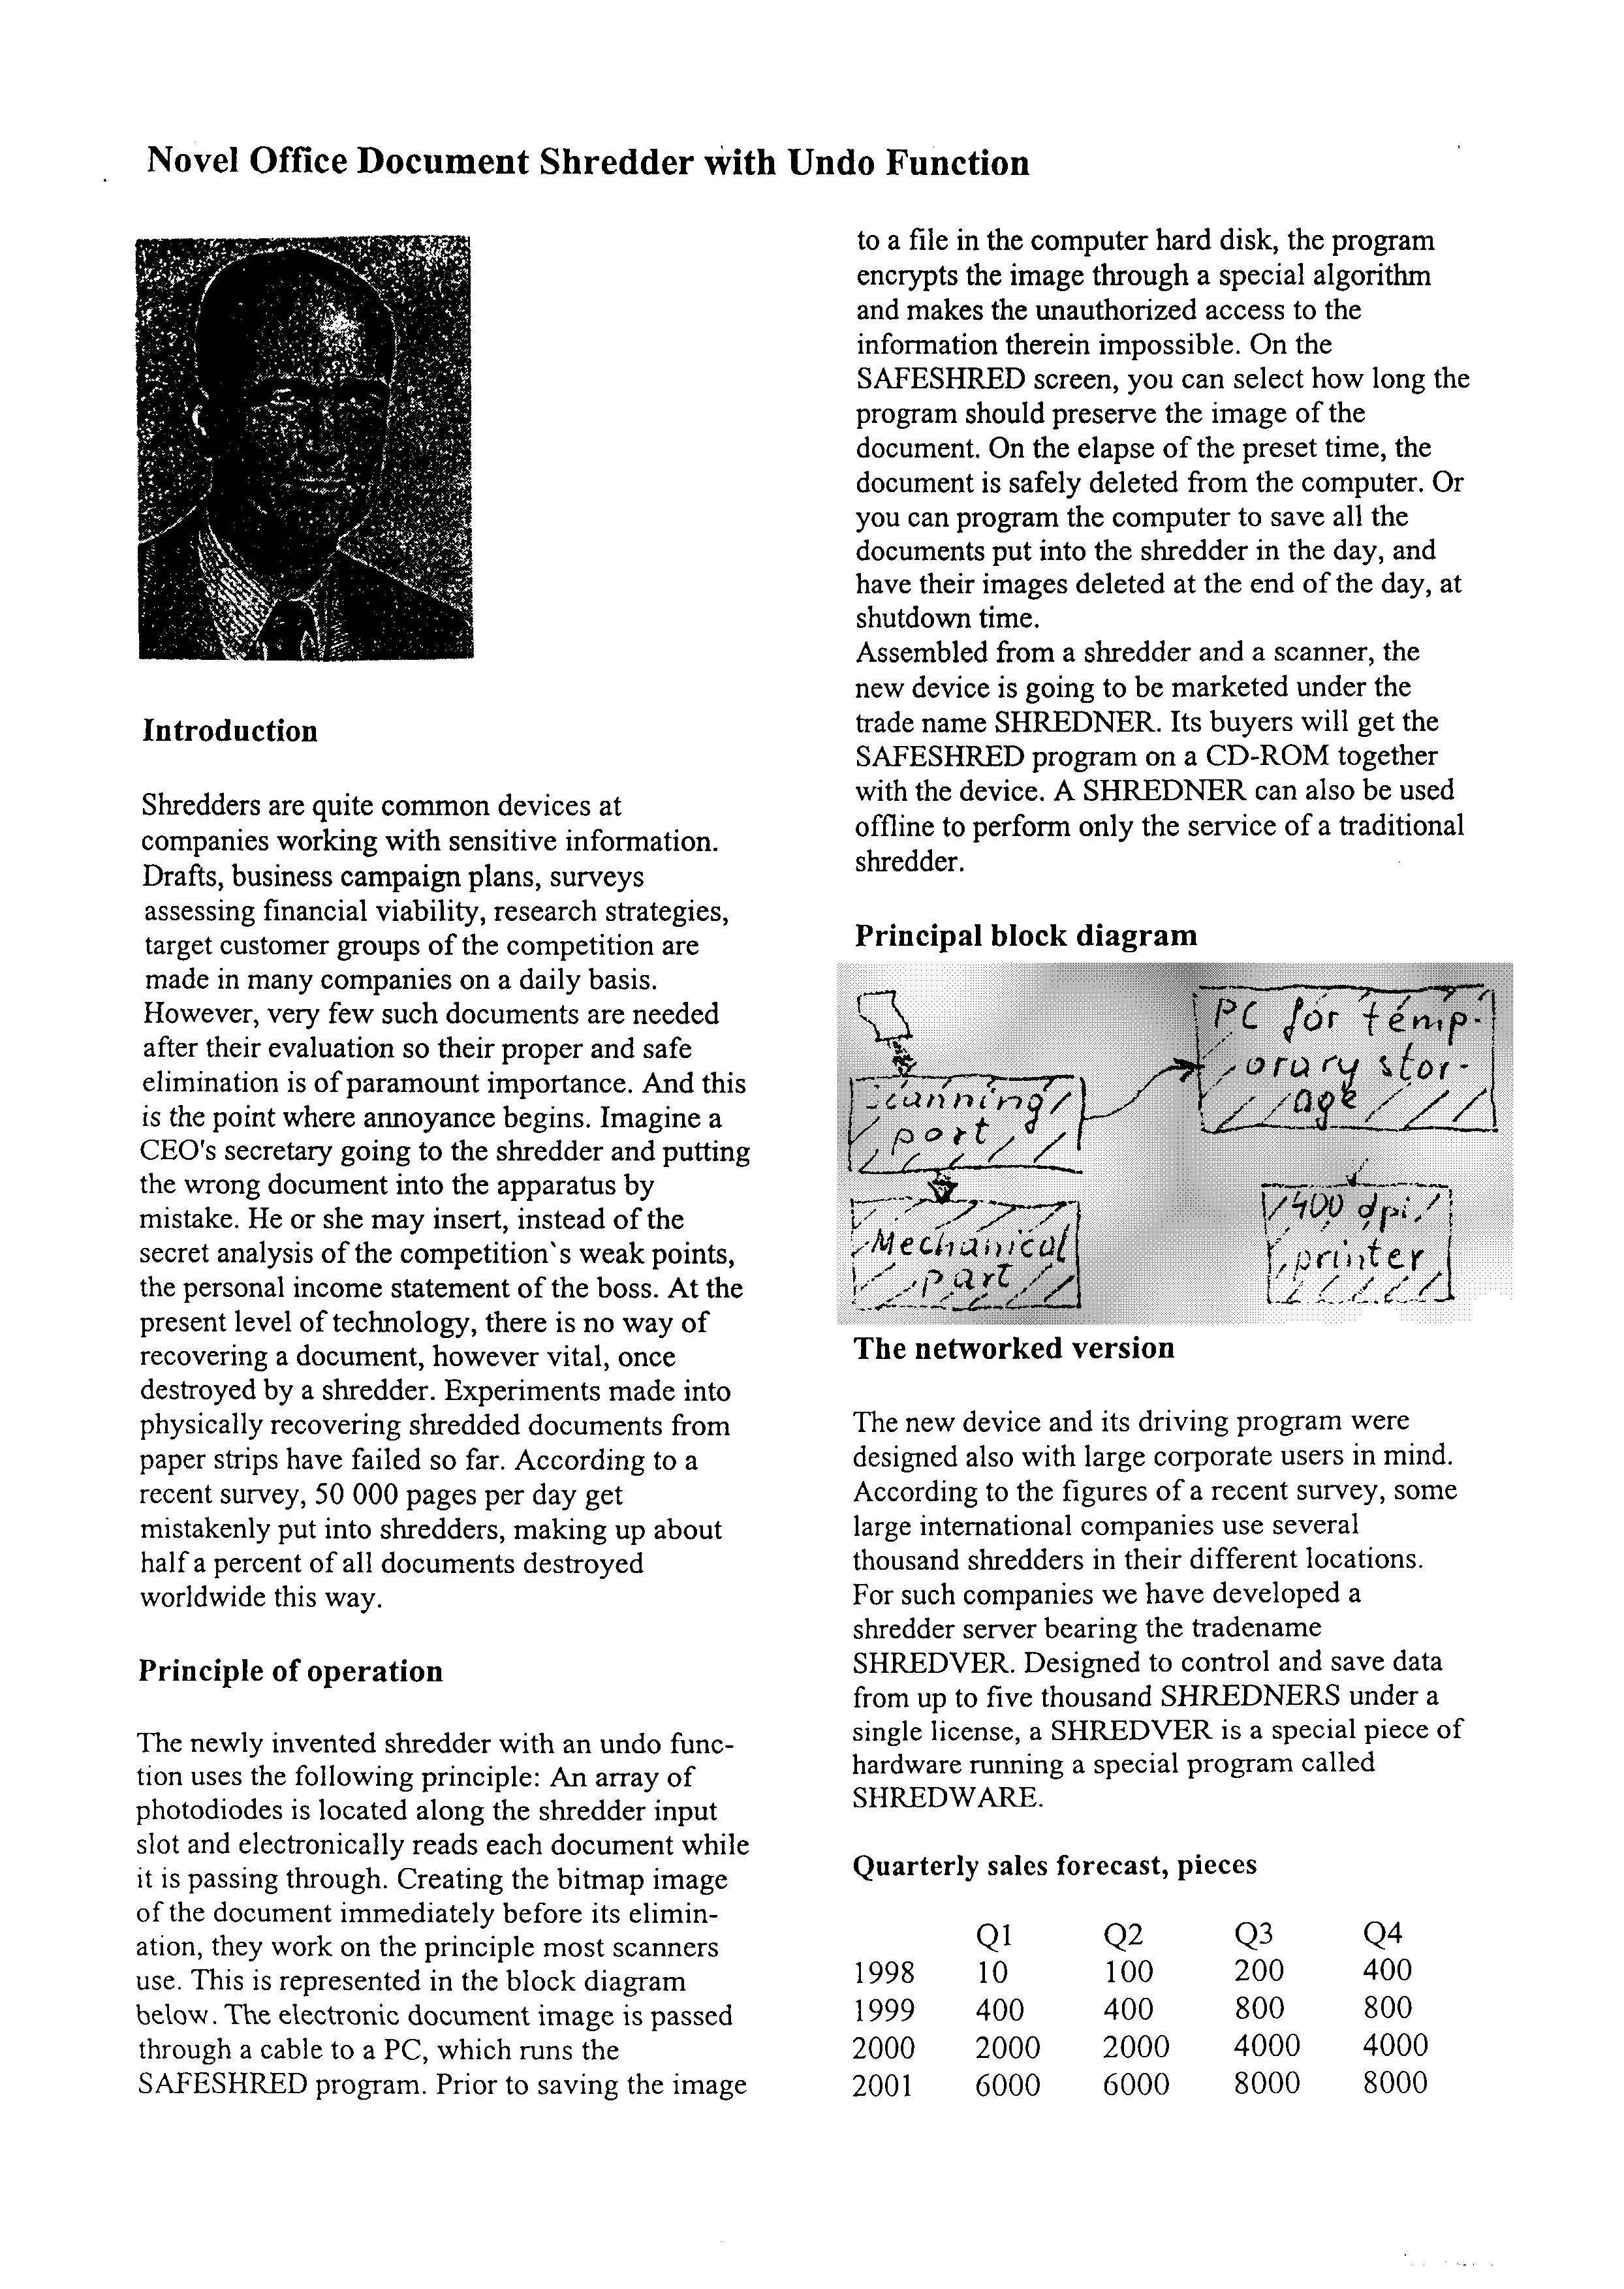 Novel Office Document Shredder with Undo Function
Introduction
Shredders are quite common devices at
companies working with sensitive information.
Drafts, business campaign plans, surveys
assessing financial viability, research strategies,
target customer groups of the competition are
made in many companies on a daily basis.
However, very few such documents are needed
after their evaluation so their proper and safe
elimination is of paramount importance. And this
is the point where annoyance begins. Imagine a
CEO's secretary going to the shredder and putting
the wrong document into the apparatus by
mistake. He or she may insert, instead of the
secret analysis of the competition`s weak points,
the personal income statement of the boss. At the
present level of technology, there is no way of
recovering a document, however vital, once
destroyed by a shredder. Experiments made into
physically recovering shredded documents from
paper strips have failed so far. According to a
recent survey, 50 000 pages per day get
mistakenly put into shredders, making up about
half a percent of all documents destroyed
worldwide this way.
Principle of operation
The newly invented shredder with an undo func-
tion uses the following principle: An array of
photodiodes is located along the shredder input
slot and electronically reads each document while
it is passing through. Creating the bitmap image
of the document immediately before its elimin-
ation, they work on the principle most scanners
use. This is represented in the block diagram
below. The electronic document image is passed
through a cable to a PC, which runs the
SAFESHRED program. Prior to saving the image
to a file in the computer hard disk, the program
encrypts the image through a special algorithm
and makes the unauthorized access to the
information therein impossible. On the
SAFESHRED screen, you can select how long the
program should preserve the image of the
document. On the elapse of the preset time, the
document is safely deleted from the computer. Or
you can program the computer to save all the
documents put into the shredder in the day, and
have their images deleted at the end of the day, at
shutdown time.
Assembled from a shredder and a scanner, the
new device is going to be marketed under the
trade name SHREDNER. Its buyers will get the
SAFESHRED program on a CD-ROM together
with the device. A SHREDNER can also be used
offline to perform only the service of a traditional
shredder.
Principal block diagram
PC for temp-
orary stor-
age
Scanning
port
Mechanical
part
400 dpi
printer
The networked version
The new device and its driving program were
designed also with large corporate users in mind.
According to the figures of a recent survey, some
large international companies use several
thousand shredders in their different locations.
For such companies we have developed a
shredder server bearing the tradename
SHREDVER. Designed to control and save data
from up to five thousand SHREDNERS under a
single license, a SHREDVER is a special piece of
hardware running a special program called
SHREDWARE.
Quarterly sales forecast, pieces
Q1 Q2 Q3 Q4
1998 10 100 200 400
1999 400 400 800 800
2000 2000 2000 4000 4000
2001 6000 6000 8000 8000